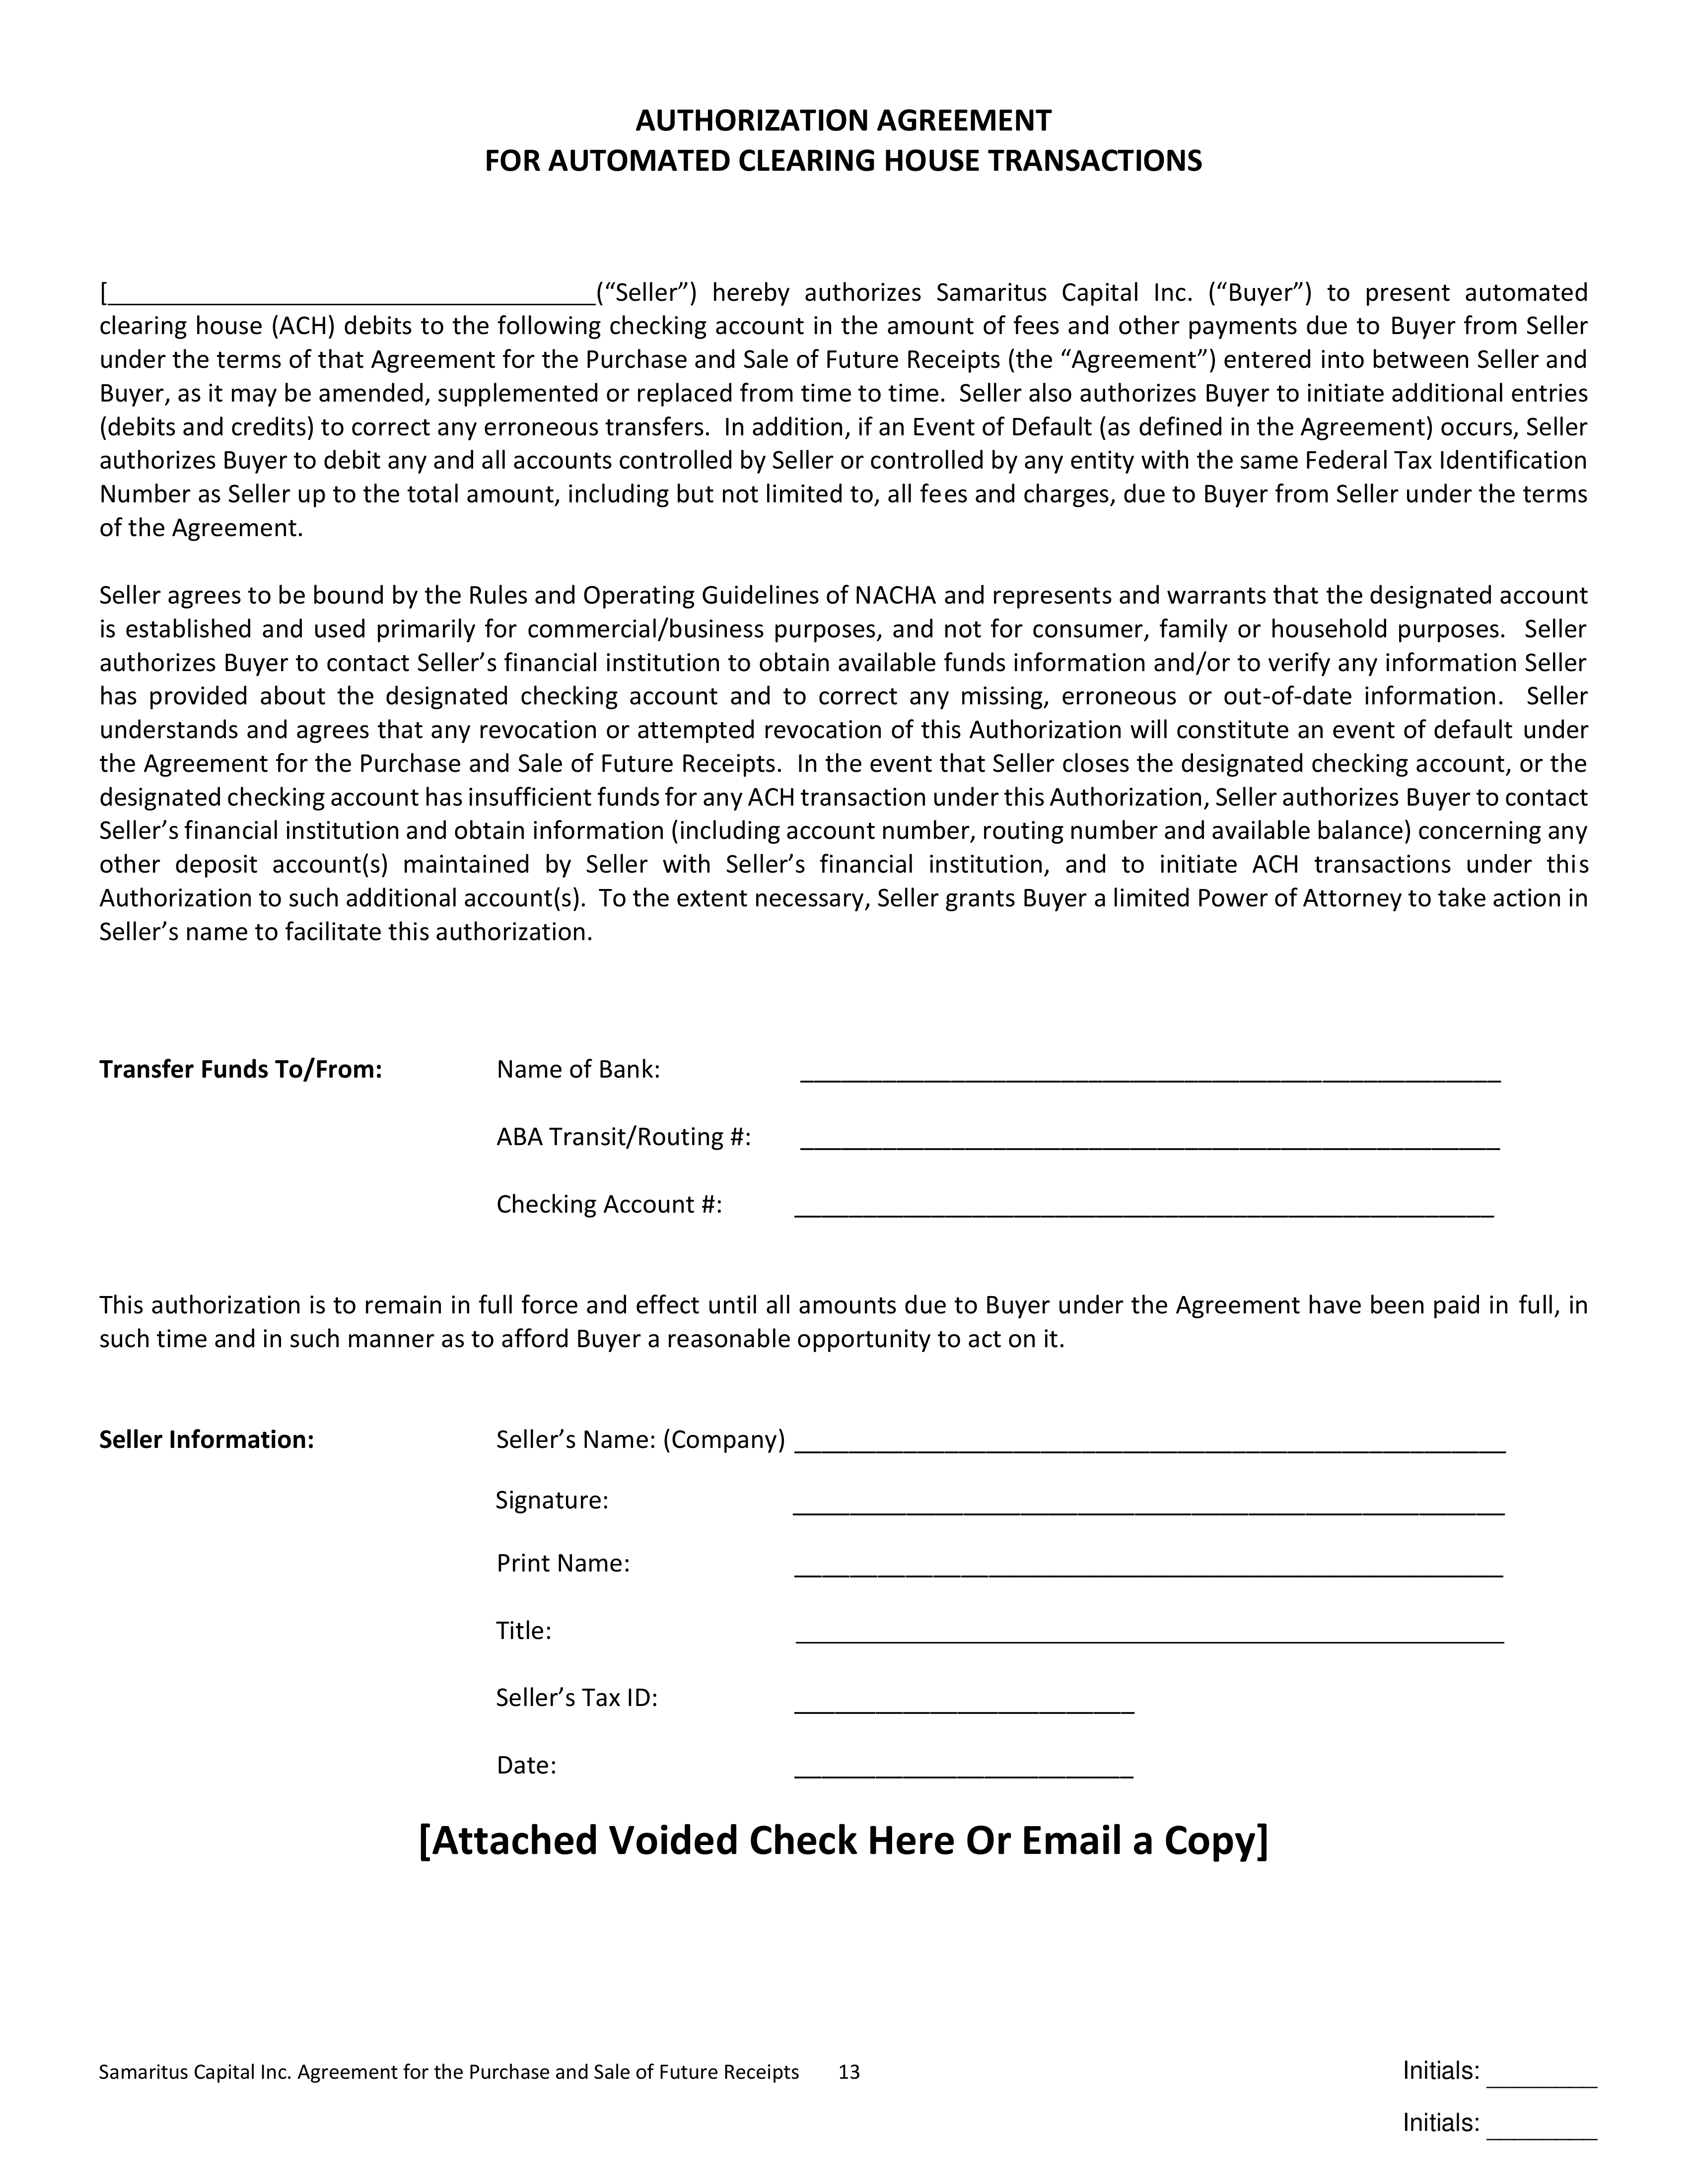 AUTHORIZATION AGREEMENT
FOR AUTOMATED CLEARING HOUSE TRANSACTIONS
[____________________________________(“Seller”) hereby authorizes Samaritus Capital Inc. (“Buyer”) to present automated
clearing house (ACH) debits to the following checking account in the amount of fees and other payments due to Buyer from Seller
under the terms of that Agreement for the Purchase and Sale of Future Receipts (the “Agreement”) entered into between Seller and
Buyer, as it may be amended, supplemented or replaced from time to time. Seller also authorizes Buyer to initiate additional entries
(debits and credits) to correct any erroneous transfers. In addition, if an Event of Default (as defined in the Agreement) occurs, Seller
authorizes Buyer to debit any and all accounts controlled by Seller or controlled by any entity with the same Federal Tax Identification
Number as Seller up to the total amount, including but not limited to, all fees and charges, due to Buyer from Seller under the terms
of the Agreement.
Seller agrees to be bound by the Rules and Operating Guidelines of NACHA and represents and warrants that the designated account
is established and used primarily for commercial/business purposes, and not for consumer, family or household purposes. Seller
authorizes Buyer to contact Seller’s financial institution to obtain available funds information and/or to verify any information Seller
has provided about the designated checking account and to correct any missing, erroneous or out-of-date information. Seller
understands and agrees that any revocation or attempted revocation of this Authorization will constitute an event of default under
the Agreement for the Purchase and Sale of Future Receipts. In the event that Seller closes the designated checking account, or the
designated checking account has insufficient funds for any ACH transaction under this Authorization, Seller authorizes Buyer to contact
Seller’s financial institution and obtain information (including account number, routing number and available balance) concerning any
other deposit account(s) maintained by Seller with Seller’s financial institution, and to initiate ACH transactions under this
Authorization to such additional account(s). To the extent necessary, Seller grants Buyer a limited Power of Attorney to take action in
Seller’s name to facilitate this authorization.
Transfer Funds To/From: Name of Bank: ____________________________________________________
ABA Transit/Routing #: ____________________________________________________
Checking Account #: ____________________________________________________
This authorization is to remain in full force and effect until all amounts due to Buyer under the Agreement have been paid in full, in
such time and in such manner as to afford Buyer a reasonable opportunity to act on it.
Seller Information: Seller’s Name: (Company) ____________________________________________________
Signature: ____________________________________________________
Print Name: ____________________________________________________
Title: ____________________________________________________
Seller’s Tax ID: _________________________
Date: _________________________
[Attached Voided Check Here Or Email a Copy]
Samaritus Capital Inc. Agreement for the Purchase and Sale of Future Receipts 13 Initials: ________
Initials: ________